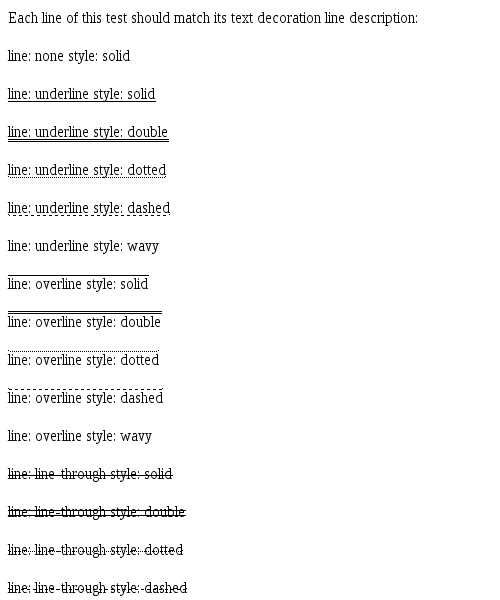 Each line of this test should match its text decoration line description:
line: none style: solid
line: underline style: solid
line: underline style: double
line: underline style: dotted
line: underline style: dashed
line: underline style: wavy
line: overline style: solid
line: overline style: double
line: overline style: dotted
line: overline style: dashed
line: overline style: wavy
line: line-through style: solid
line: line-through style: double
line: line-through style: dotted
line: line-through style: dashed